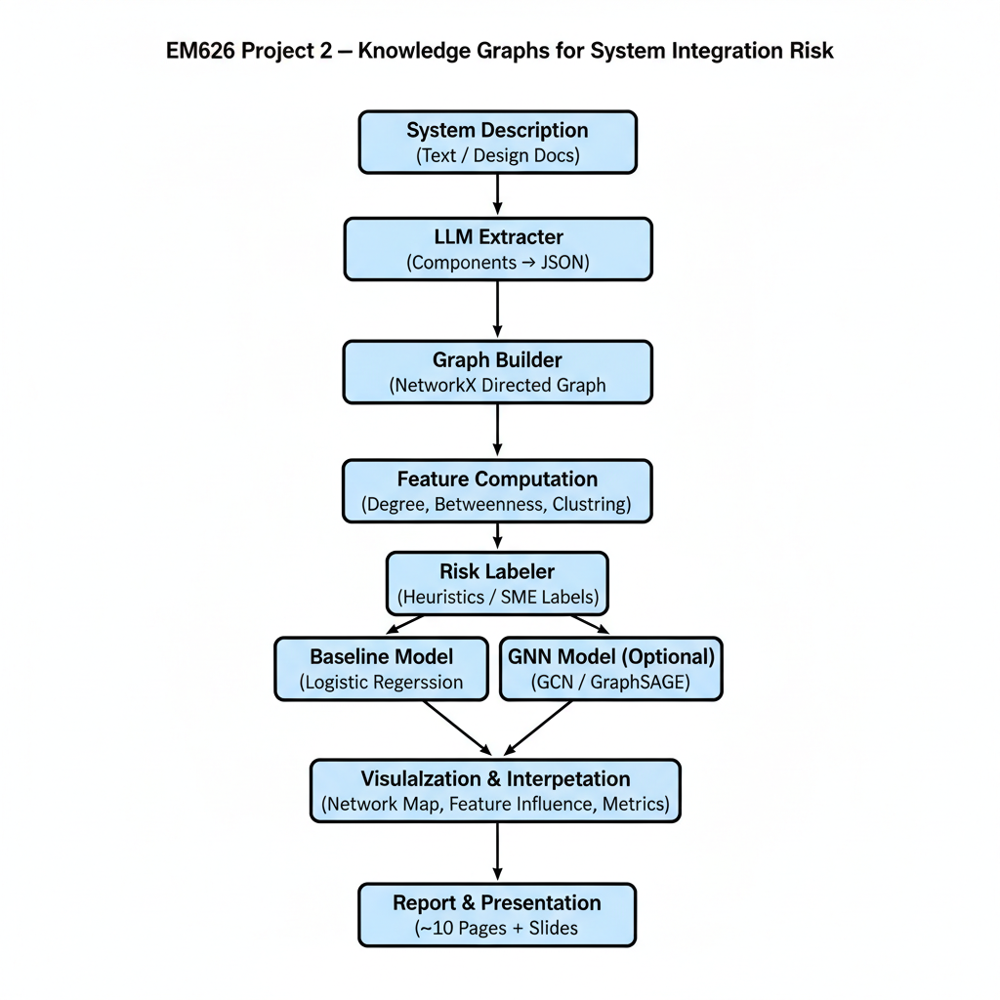 EM626 Project 2 – Knowledge Graphs for System Integration Risk
System Description
(Text / Design Docs)
LLM Extracter
(Components → JSON)
Graph Builder
(NetworkX Directed Graph
Feature Computation
(Degree, Betweenness, Clustring)
Risk Labeler
(Heuristics / SME Labels)
Baseline Model
(Logistic Regerssion
GNN Model (Optional)
(GCN / GraphSAGE)
Visulalzation & Interpetation
(Network Map, Feature Influence, Metrics)
Report & Presentation
(~10 Pages + Slides